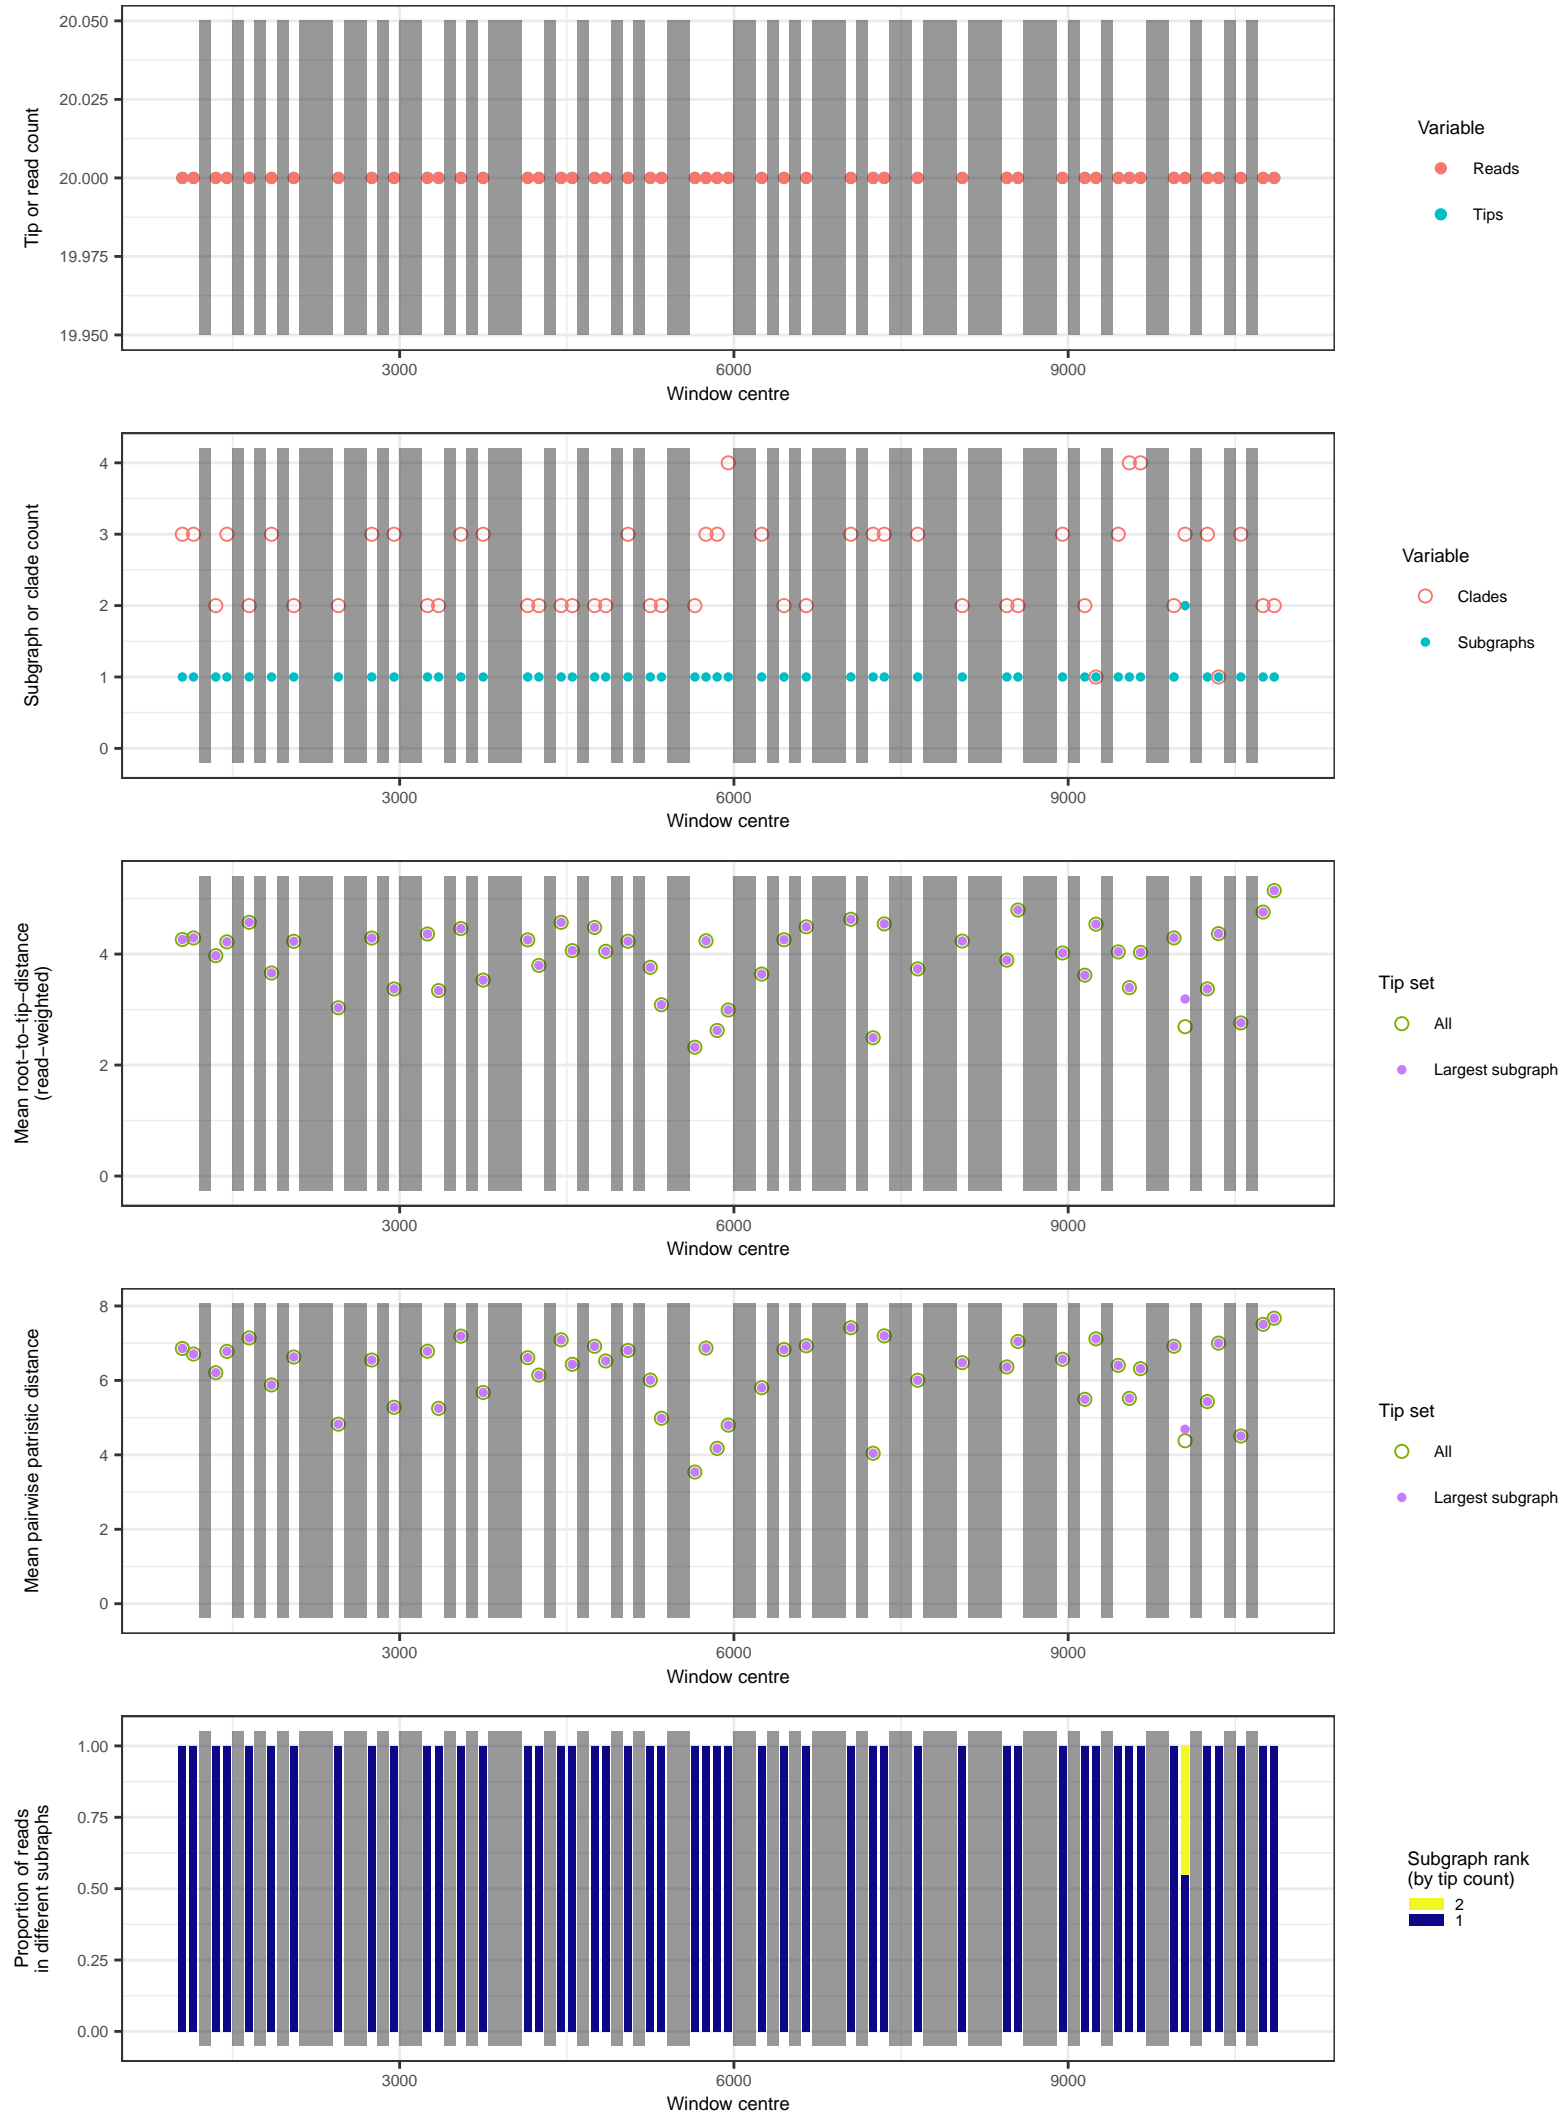 20.050
20.025
20.000
19.975
19.950
Tip or read count
3000
6000
9000
Window centre
Variable
Reads
Tips
4
3
2
1
0
Subgraph or clade count
3000
6000
9000
Window centre
Variable
Clades
Subgraphs
4
2
0
Mean root−to−tip−distance
(read−weighted)
3000
6000
9000
Window centre
Tip set
All
Largest subgraph
8
6
4
2
0
Mean pairwise patristic distance
3000
6000
9000
Window centre
Tip set
All
Largest subgraph
1.00
0.75
0.50
0.25
0.00
Proportion of reads
in different subraphs
3000
6000
9000
Window centre
Subgraph rank
(by tip count)
2
1